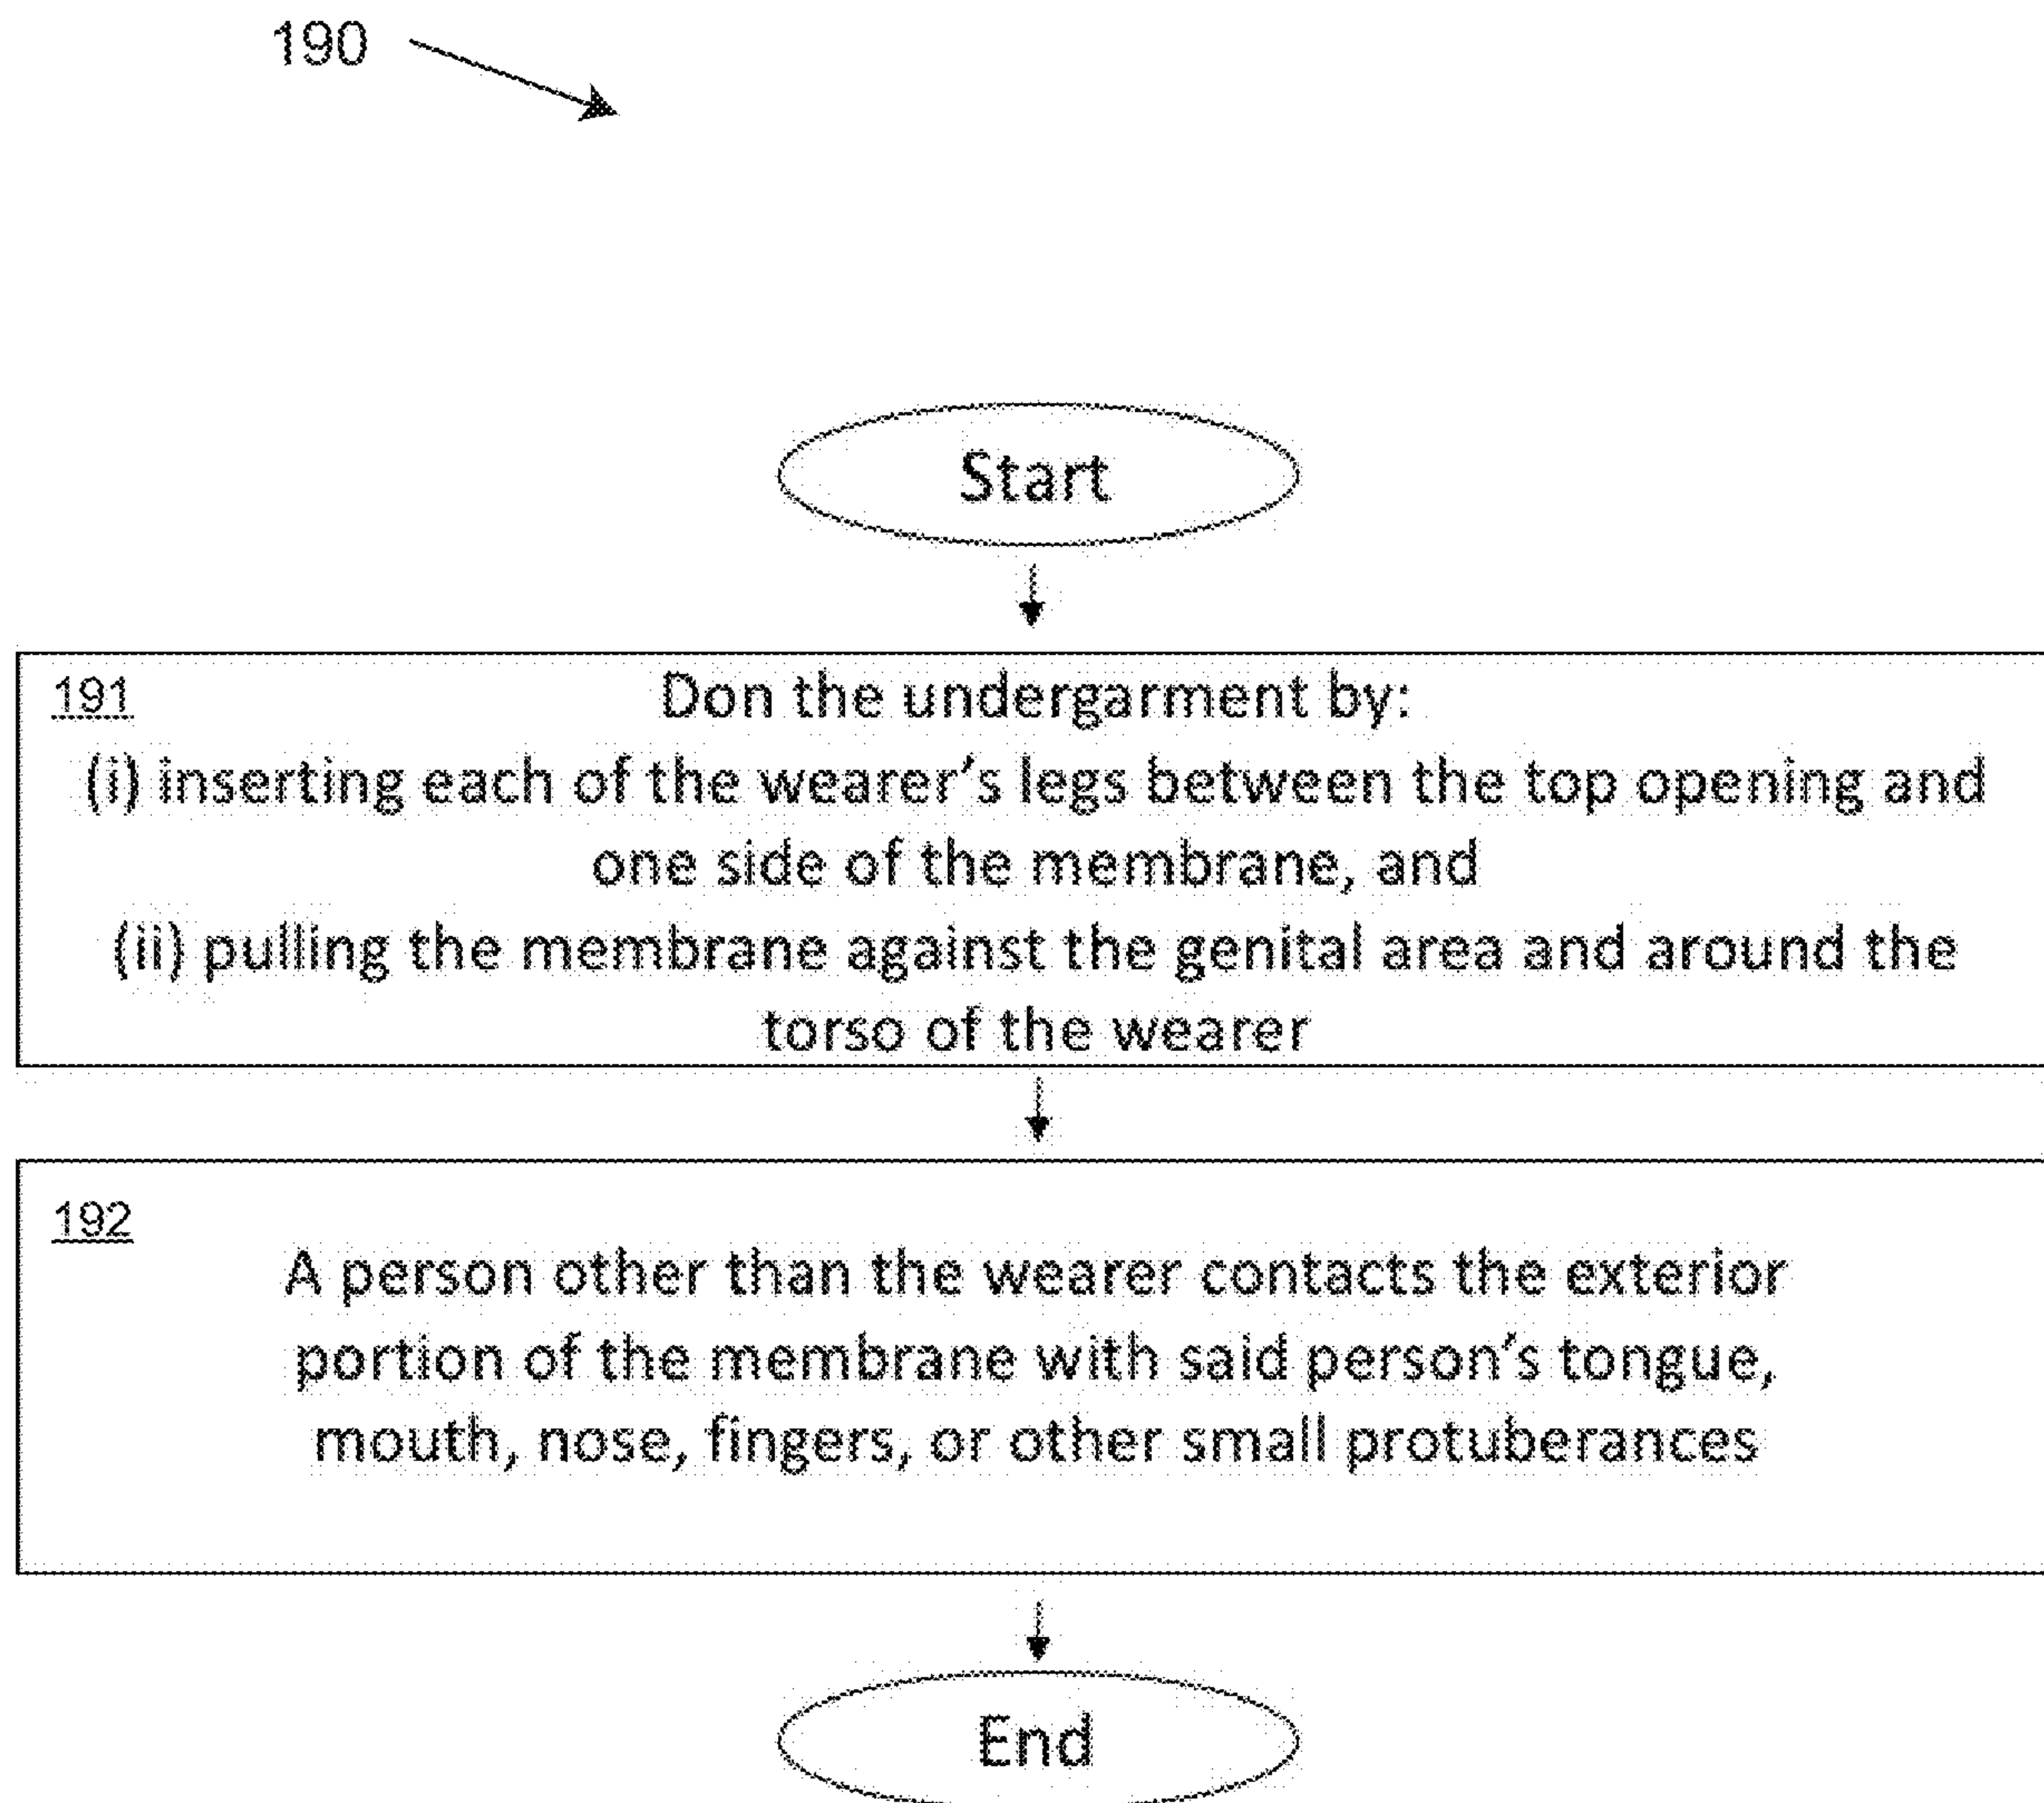 190
Start
191
Don the undergarment by:
(i) inserting each of the wearer's legs between the top opening and
one side of the membrane, and
(ii) pulling the membrane against the genital area and around the
torso of the wearer
192
A person other than the wearer contacts the exterior
portion of the membrane with said person's tongue,
mouth, nose, fingers, or other small protuberances
End